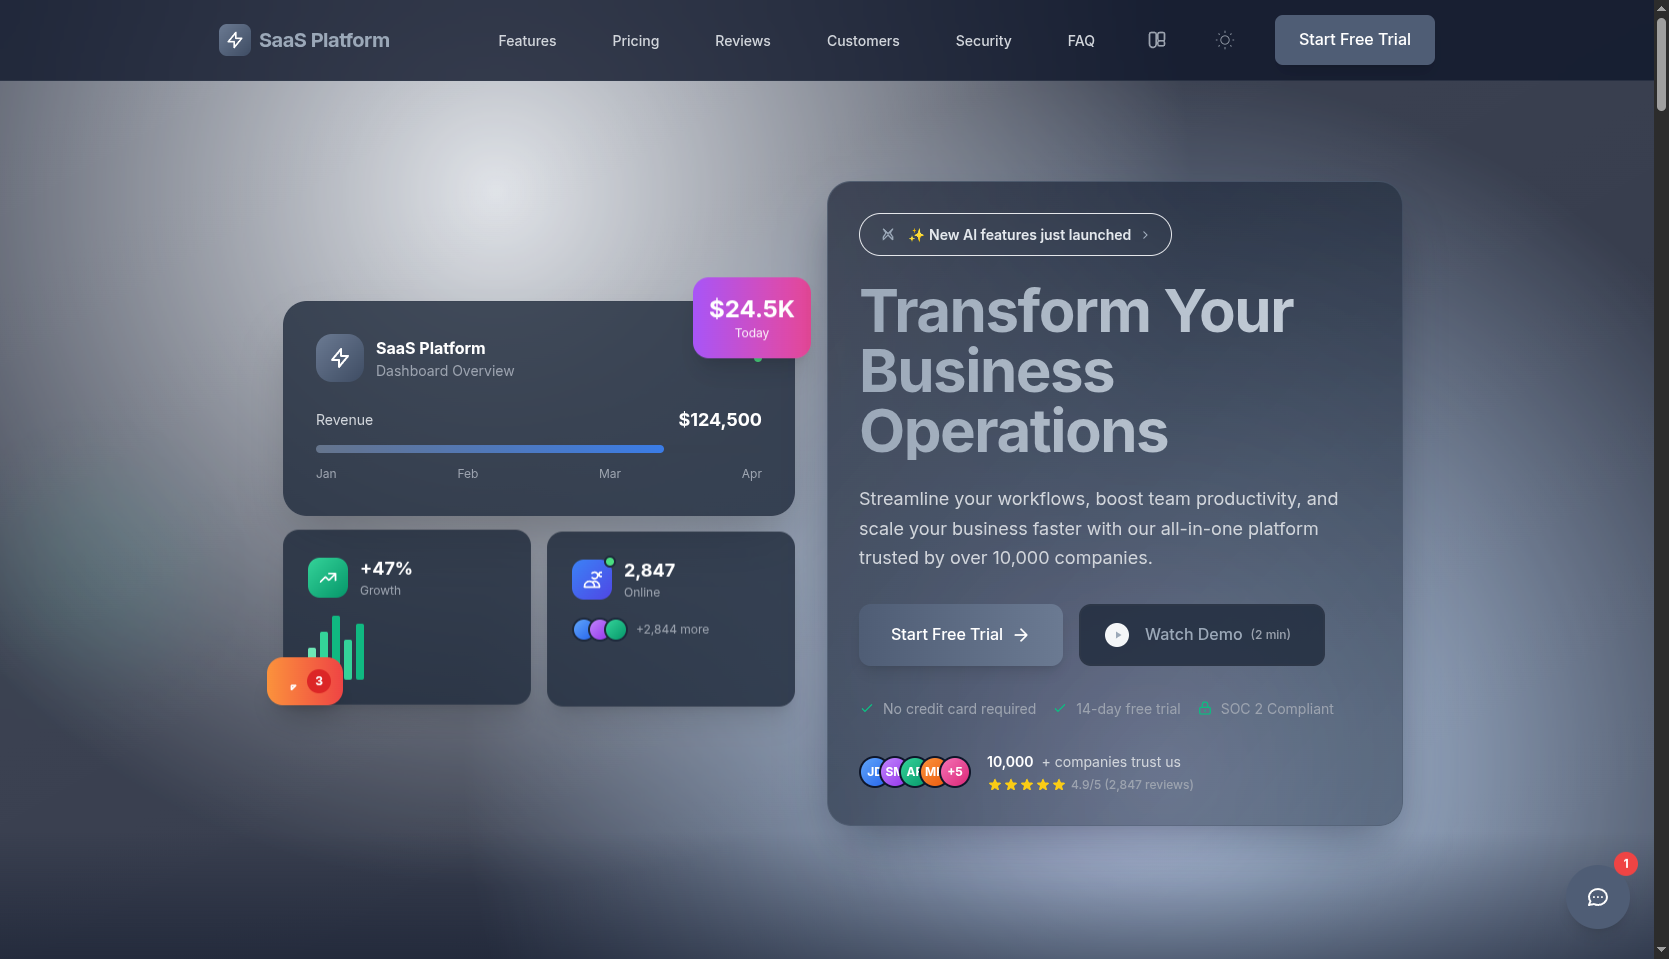 SaaS Platform
Features
Pricing
Reviews
Customers
Security
FAQ
Start Free Trial
$24.5K
Today
SaaS Platform
Dashboard Overview
Revenue
$124,500
Jan
Feb
Mar
Apr
+47%
Growth
3
2,847
Online
+2,844 more
✨ New AI features just launched
Transform Your
Business
Operations
Streamline your workflows, boost team productivity, and
scale your business faster with our all-in-one platform
trusted by over 10,000 companies.
Start Free Trial
Watch Demo (2 min)
No credit card required
14-day free trial
SOC 2 Compliant
+5
10,000 + companies trust us
4.9/5 (2,847 reviews)
1